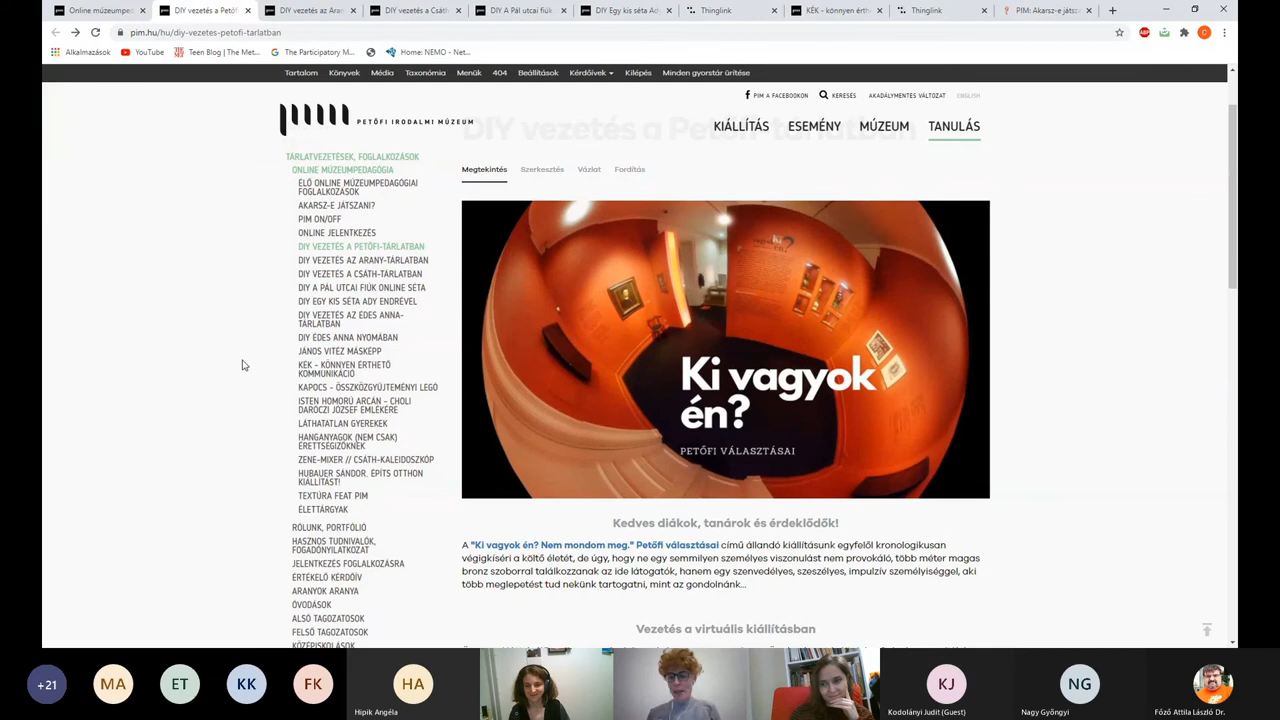 Online múzeumped
DIY vezetés a Petőf
DIY vezetés az Aran
DIY vezetés a Csáth
DIY A Pál utcai fiúk
DIY Egy kis séta Ady
Thinglink
KÉK - könnyen érthe
Thinglink
PIM: Akarsz-e játsza
pim.hu/hu/diy-vezetes-petofi-tarlatban
Alkalmazások
YouTube
Teen Blog | The Met...
The Participatory M...
Home: NEMO - Net...
Tartalom Könyvek Média Taxonómia Menük 404 Beállítások Kérdőívek Kilépés Minden gyorstár ürítése
PIM A FACEBOOKON KERESÉS AKADÁLYMENTES VÁLTOZAT ENGLISH
PETŐFI IRODALMI MÚZEUM
DIY vezetés a Petőfi-tárlatban
KIÁLLÍTÁS ESEMÉNY MÚZEUM TANULÁS
TÁRLATVEZETÉSEK, FOGLALKOZÁSOK
ONLINE MÚZEUMPEDAGÓGIA
ÉLŐ ONLINE MÚZEUMPEDAGÓGIAI
FOGLALKOZÁSOK
AKARSZ-E JÁTSZANI?
PIM ON/OFF
ONLINE JELENTKEZÉS
DIY VEZETÉS A PETŐFI-TÁRLATBAN
DIY VEZETÉS AZ ARANY-TÁRLATBAN
DIY VEZETÉS A CSÁTH-TÁRLATBAN
DIY A PÁL UTCAI FIÚK ONLINE SÉTA
DIY EGY KIS SÉTA ADY ENDRÉVEL
DIY VEZETÉS AZ ÉDES ANNA-
TÁRLATBAN
DIY ÉDES ANNA NYOMÁBAN
JÁNOS VITÉZ MÁSKÉPP
KÉK - KÖNNYEN ÉRTHETŐ
KOMMUNIKÁCIÓ
KAPOCS - ÖSSZKÖZGYŰJTEMÉNYI LEGÓ
ISTEN HOMORÚ ARCÁN - CHOLI
DARÓCZI JÓZSEF EMLÉKÉRE
LÁTHATATLAN GYEREKEK
HANGANYAGOK (NEM CSAK)
ÉRETTSÉGIZŐKNEK
ZENE-MIXER // CSÁTH-KALEIDOSZKÓP
HUBAUER SÁNDOR. ÉPÍTS OTTHON
KIÁLLÍTÁST!
TEXTÚRA FEAT PIM
ÉLETTÁRGYAK
RÓLUNK, PORTFÓLIÓ
HASZNOS TUDNIVALÓK,
FOGADÓNYILATKOZAT
JELENTKEZÉS FOGLALKOZÁSRA
ÉRTÉKELŐ KÉRDŐÍV
ARANYOK ARANYA
ÓVODÁSOK
ALSÓ TAGOZATOSOK
FELSŐ TAGOZATOSOK
KÖZÉPISKOLÁSOK
Megtekintés Szerkesztés Vázlat Fordítás
Ki vagyok
én?
PETŐFI VÁLASZTÁSAI
Kedves diákok, tanárok és érdeklődők!
A "Ki vagyok én? Nem mondom meg." Petőfi választásai című állandó kiállításunk egyfelől kronologikusan
végigkíséri a költő életét, de úgy, hogy ne egy semmilyen személyes viszonulást nem provokáló, több méter magas
bronz szoborral találkozzanak az ide látogatók, hanem egy szenvedélyes, szeszélyes, impulzív személyiséggel, aki
több meglepetést tud nekünk tartogatni, mint az gondolnánk...
Vezetés a virtuális kiállításban
+21 MA ET KK FK HA KJ NG
Hipik Angéla
Kodolányi Judit (Guest)
Nagy Gyöngyi
Főző Attila László Dr.